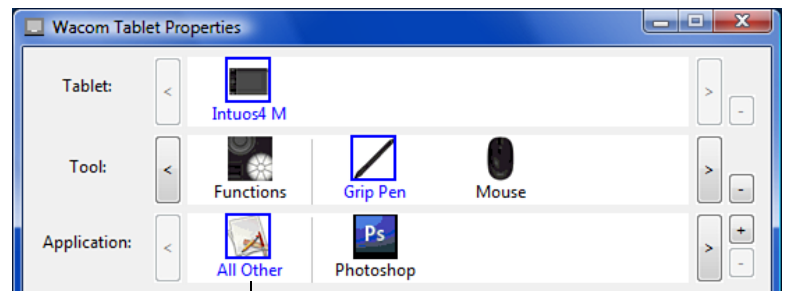 Wacom Tablet Properties
X
Tablet:
<
>
-
Intuos4 M
Tool:
<
>
-
Functions
Grip Pen
Mouse
Application:
<
Ps
>
+
-
All Other
Photoshop